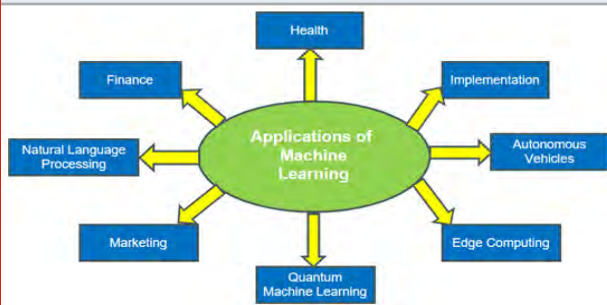 Health
Finance
Implementation
Applications of
Machine
Learning
Natural Language
Processing
Autonomous
Vehicles
Marketing
Edge Computing
Quantum
Machine Learning